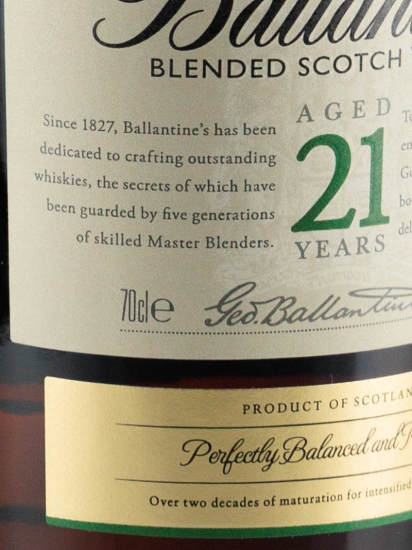 Ballan
BLENDED SCOTCH
Since 1827, Ballantine's has been
dedicated to crafting outstanding
whiskies, the secrets of which have
been guarded by five generations
of skilled Master Blenders.
AGED
21
YEARS
70cl e
Geo. Ballantin
PRODUCT OF SCOTLAN
Perfectly Balanced and
Over two decades of maturation for intensified